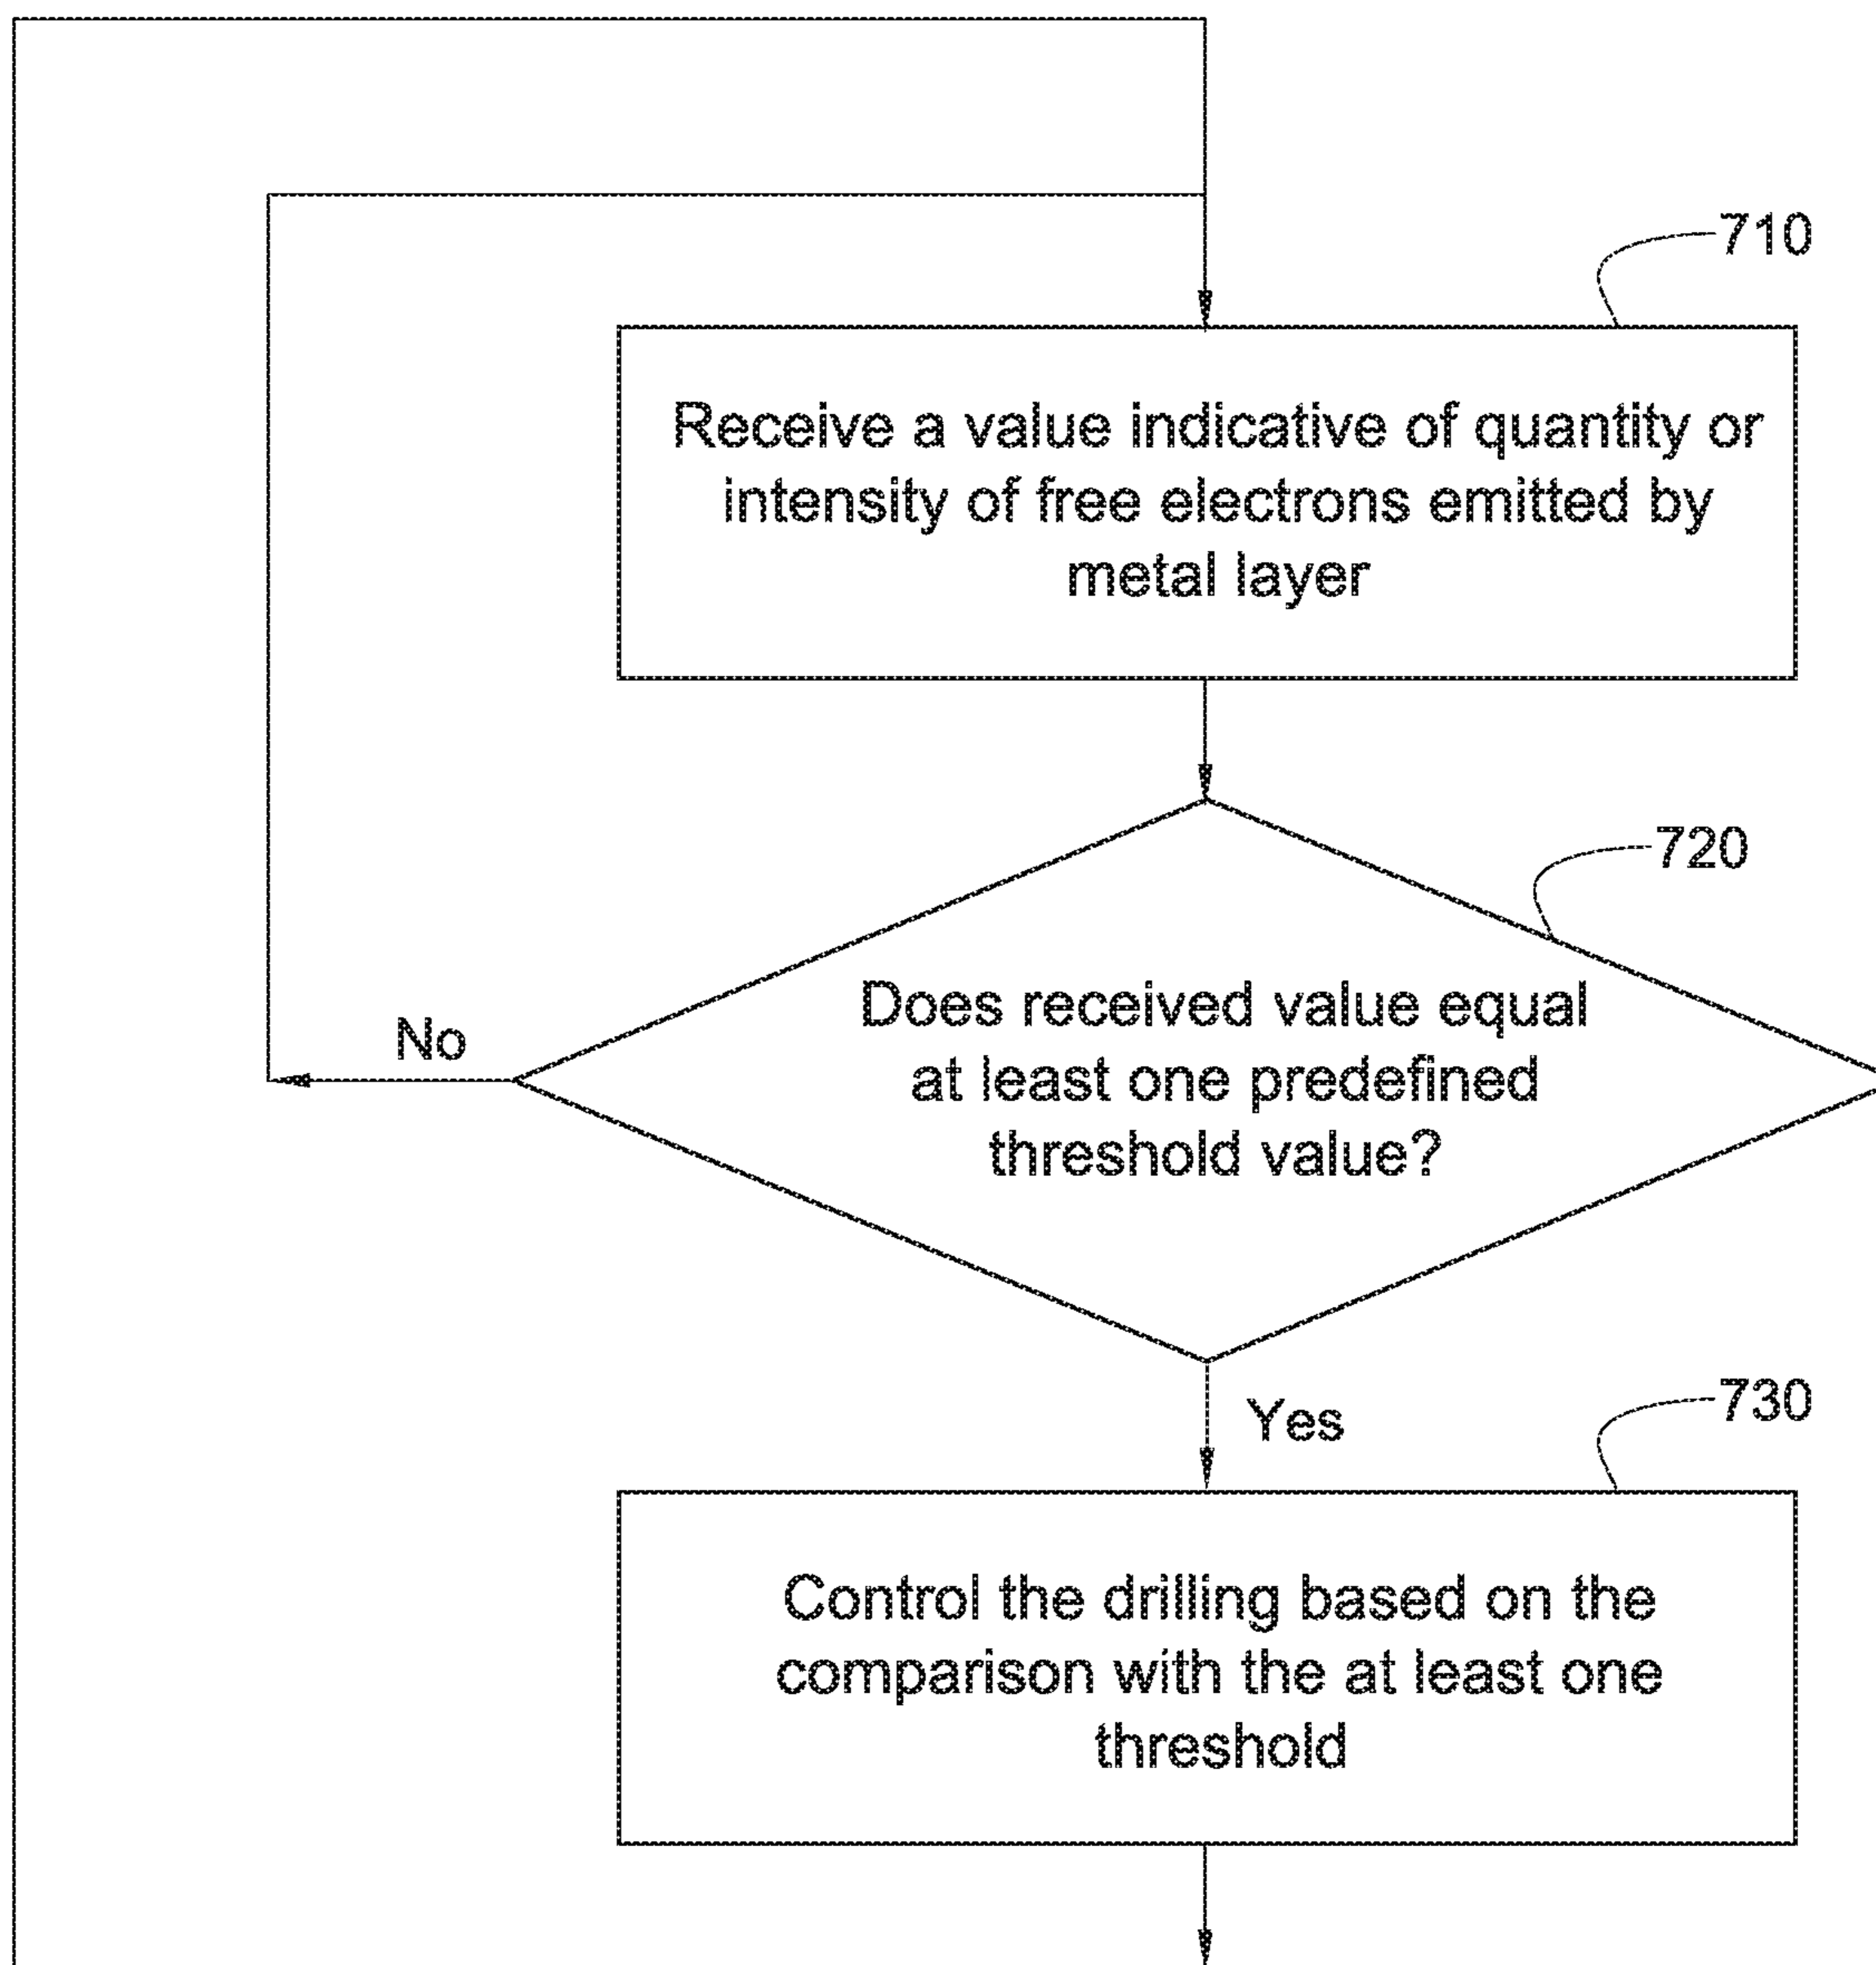 710
Receive a value indicative of quantity or
intensity of free electrons emitted by
metal layer
720
Does received value equal
at least one predefined
threshold value?
No
Yes
730
Control the drilling based on the
comparison with the at least one
threshold